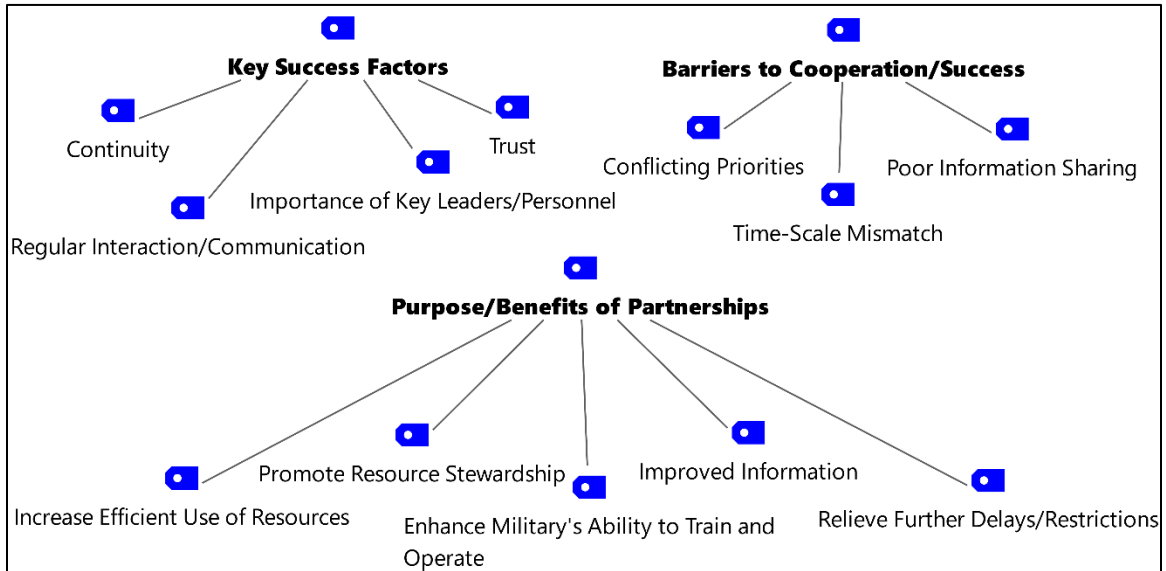 Key Success Factors
Continuity
Trust
Importance of Key Leaders/Personnel
Regular Interaction/Communication
Barriers to Cooperation/Success
Conflicting Priorities
Poor Information Sharing
Time-Scale Mismatch
Purpose/Benefits of Partnerships
Increase Efficient Use of Resources
Promote Resource Stewardship
Enhance Military's Ability to Train and
Operate
Improved Information
Relieve Further Delays/Restrictions